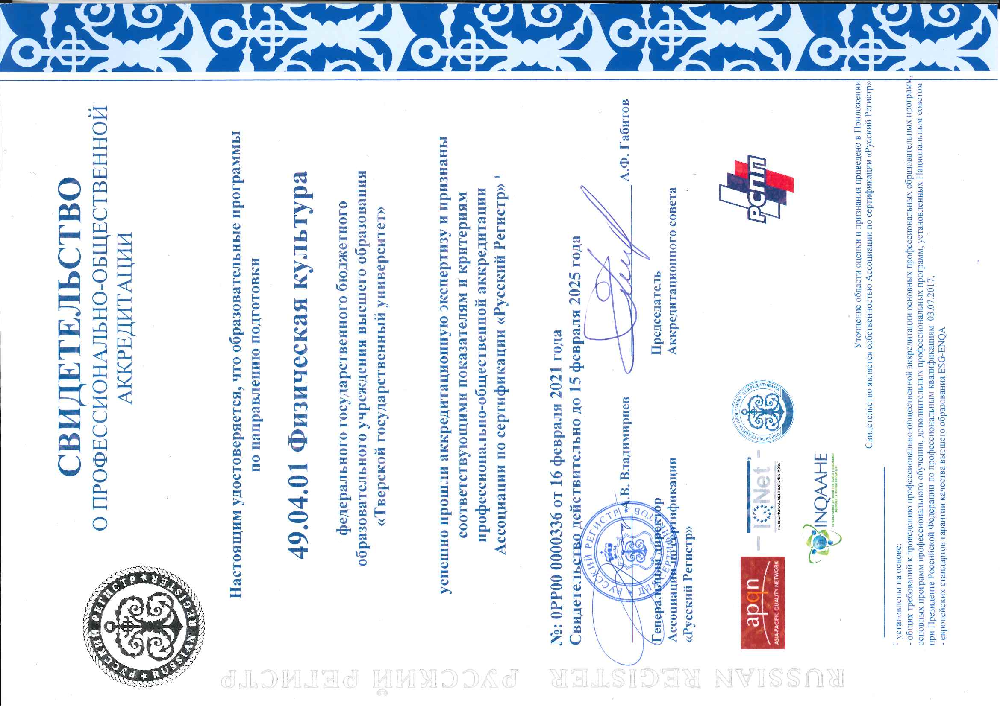 СВИДЕТЕЛЬСТВО
О ПРОФЕССИОНАЛЬНО-ОБЩЕСТВЕННОЙ
АККРЕДИТАЦИИ
РУССКИЙ РЕГИСТР ★ RUSSIAN REGISTER ★
Настоящим удостоверяется, что образовательные программы
по направлению подготовки
49.04.01 Физическая культура
федерального государственного бюджетного
образовательного учреждения высшего образования
«Тверской государственный университет»
успешно прошли аккредитационную экспертизу и признаны
соответствующими показателям и критериям
профессионально-общественной аккредитации
Ассоциации по сертификации «Русский Регистр» ¹
№: 0РР00 0000336 от 16 февраля 2021 года
Свидетельство действительно до 15 февраля 2025 года
А.В. Владимирцев
А.Ф. Габитов
Генеральный директор
Ассоциации по сертификации
«Русский Регистр»
Председатель
Аккредитационного совета
РУССКИЙ РЕГИСТР
apqn
ASIA-PACIFIC QUALITY NETWORK
IQNet ®
THE INTERNATIONAL CERTIFICATION NETWORK
ОБРАЗОВАТЕЛЬНАЯ ПРОГРАММА АККРЕДИТОВАНА
РСПП
INQAAHE
INTERNATIONAL NETWORK FOR QUALITY ASSURANCE
AGENCIES IN HIGHER EDUCATION
Уточнение области оценки и признания приведено в Приложении
Свидетельство является собственностью Ассоциации по сертификации «Русский Регистр»
¹ установлены на основе:
- общих требований к проведению профессионально-общественной аккредитации основных профессиональных образовательных программ,
основных программ профессионального обучения, дополнительных профессиональных программ, установленных Национальным советом
при Президенте Российской Федерации по профессиональным квалификациям 03.07.2017,
- европейских стандартов гарантии качества высшего образования ESG-ENQA
РУССКИЙ РЕГИСТР
RUSSIAN REGISTER